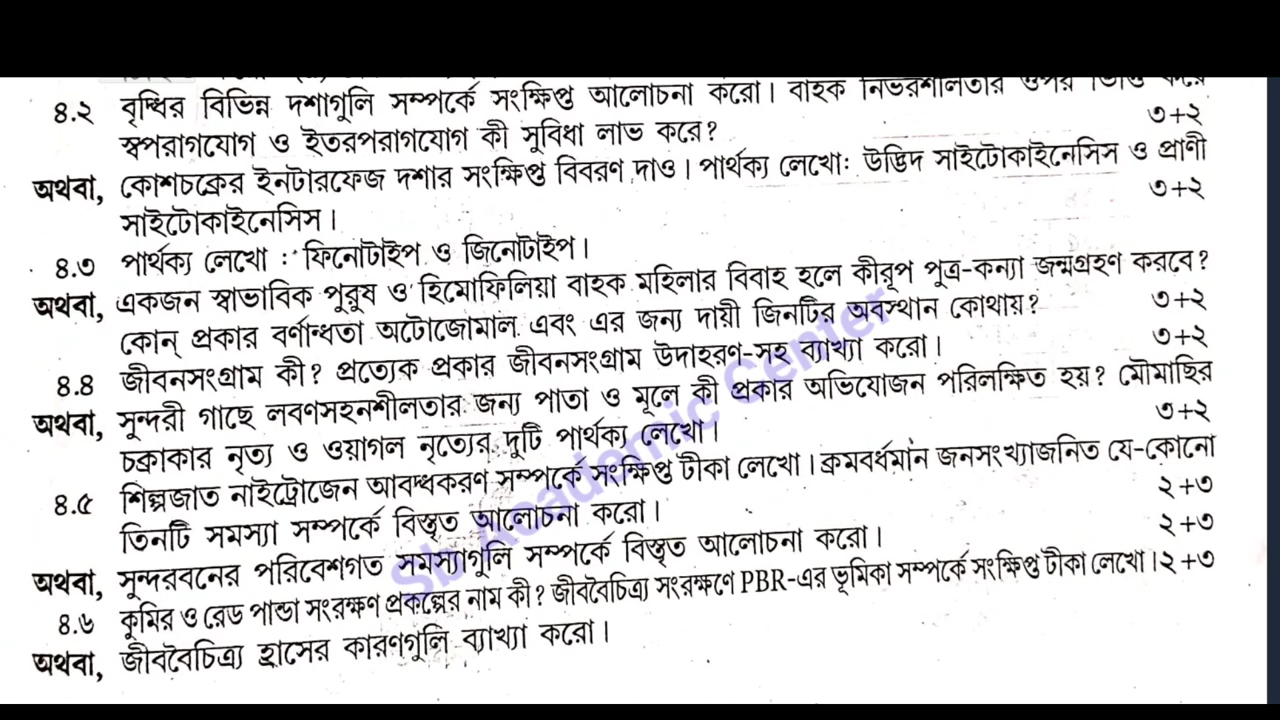 ৪.২ বৃদ্ধির বিভিন্ন দশাগুলি সম্পর্কে সংক্ষিপ্ত আলোচনা করো। বাহক নির্ভরশীলতার ওপর ভিত্তি করে
স্বপরাগযোগ ও ইতরপরাগযোগ কী সুবিধা লাভ করে? ৩+২
অথবা, কোশচক্রের ইনটারফেজ দশার সংক্ষিপ্ত বিবরণ দাও। পার্থক্য লেখো: উদ্ভিদ সাইটোকাইনেসিস ও প্রাণী
সাইটোকাইনেসিস। ৩+২
৪.৩ পার্থক্য লেখো : ফিনোটাইপ ও জিনোটাইপ।
অথবা, একজন স্বাভাবিক পুরুষ ও হিমোফিলিয়া বাহক মহিলার বিবাহ হলে কীরূপ পুত্র-কন্যা জন্মগ্রহণ করবে?
কোন্ প্রকার বর্ণান্ধতা অটোজোমাল এবং এর জন্য দায়ী জিনটির অবস্থান কোথায়? ৩+২
৪.৪ জীবনসংগ্রাম কী? প্রত্যেক প্রকার জীবনসংগ্রাম উদাহরণ-সহ ব্যাখ্যা করো। ৩+২
অথবা, সুন্দরী গাছে লবণসহনশীলতার জন্য পাতা ও মূলে কী প্রকার অভিযোজন পরিলক্ষিত হয়? মৌমাছির
চক্রাকার নৃত্য ও ওয়াগল নৃত্যের দুটি পার্থক্য লেখো। ৩+২
৪.৫ শিল্পজাত নাইট্রোজেন আবদ্ধকরণ সম্পর্কে সংক্ষিপ্ত টীকা লেখো। ক্রমবর্ধমান জনসংখ্যাজনিত যে-কোনো
তিনটি সমস্যা সম্পর্কে বিস্তৃত আলোচনা করো। ২+৩
অথবা, সুন্দরবনের পরিবেশগত সমস্যাগুলি সম্পর্কে বিস্তৃত আলোচনা করো। ২+৩
৪.৬ কুমির ও রেড পান্ডা সংরক্ষণ প্রকল্পের নাম কী? জীববৈচিত্র্য সংরক্ষণে PBR-এর ভূমিকা সম্পর্কে সংক্ষিপ্ত টীকা লেখো। ২+৩
অথবা, জীববৈচিত্র্য হ্রাসের কারণগুলি ব্যাখ্যা করো।
Sb Academic Center